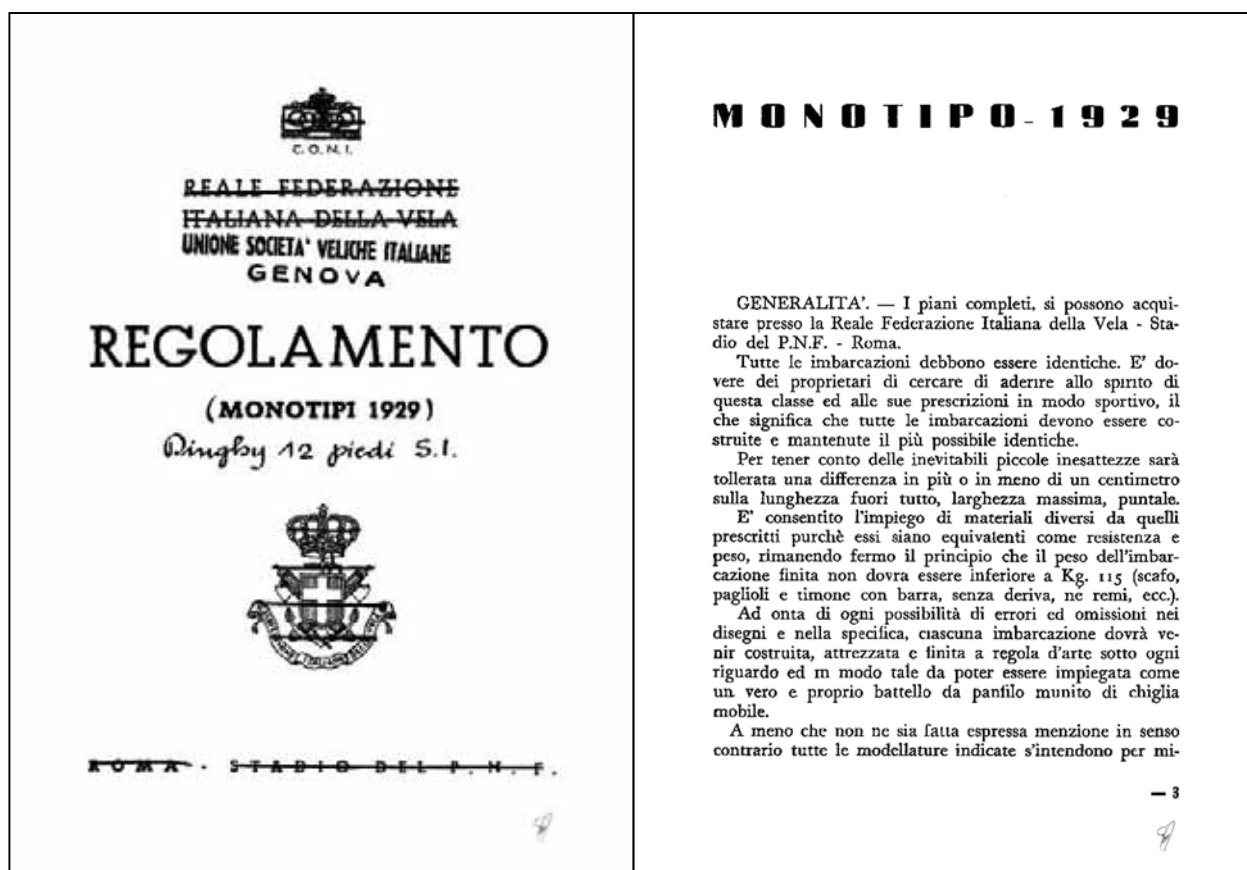 C.O.N.I.
REALE FEDERAZIONE
ITALIANA DELLA VELA
UNIONE SOCIETA' VELICHE ITALIANE
GENOVA
REGOLAMENTO
(MONOTIPI 1929)
Dinghy 12 piedi S.I.
ROMA - STADIO DEL P. N. F.
MONOTIPO - 1929
GENERALITA'. — I piani completi, si possono acqui-
stare presso la Reale Federazione Italiana della Vela - Sta-
dio del P.N.F. - Roma.
Tutte le imbarcazioni debbono essere identiche. E' do-
vere dei proprietari di cercare di aderire allo spirito di
questa classe ed alle sue prescrizioni in modo sportivo, il
che significa che tutte le imbarcazioni devono essere co-
struite e mantenute il più possibile identiche.
Per tener conto delle inevitabili piccole inesattezze sarà
tollerata una differenza in più o in meno di un centimetro
sulla lunghezza fuori tutto, larghezza massima, puntale.
E' consentito l'impiego di materiali diversi da quelli
prescritti purchè essi siano equivalenti come resistenza e
peso, rimanendo fermo il principio che il peso dell'imbar-
cazione finita non dovra essere inferiore a Kg. 115 (scafo,
paglioli e timone con barra, senza deriva, nè remi, ecc.).
Ad onta di ogni possibilità di errori ed omissioni nei
disegni e nella specifica, ciascuna imbarcazione dovrà ve-
nir costruita, attrezzata e finita a regola d'arte sotto ogni
riguardo ed in modo tale da poter essere impiegata come
un vero e proprio battello da panfilo munito di chiglia
mobile.
A meno che non ne sia fatta espressa menzione in senso
contrario tutte le modellature indicate s'intendono per mi-
— 3